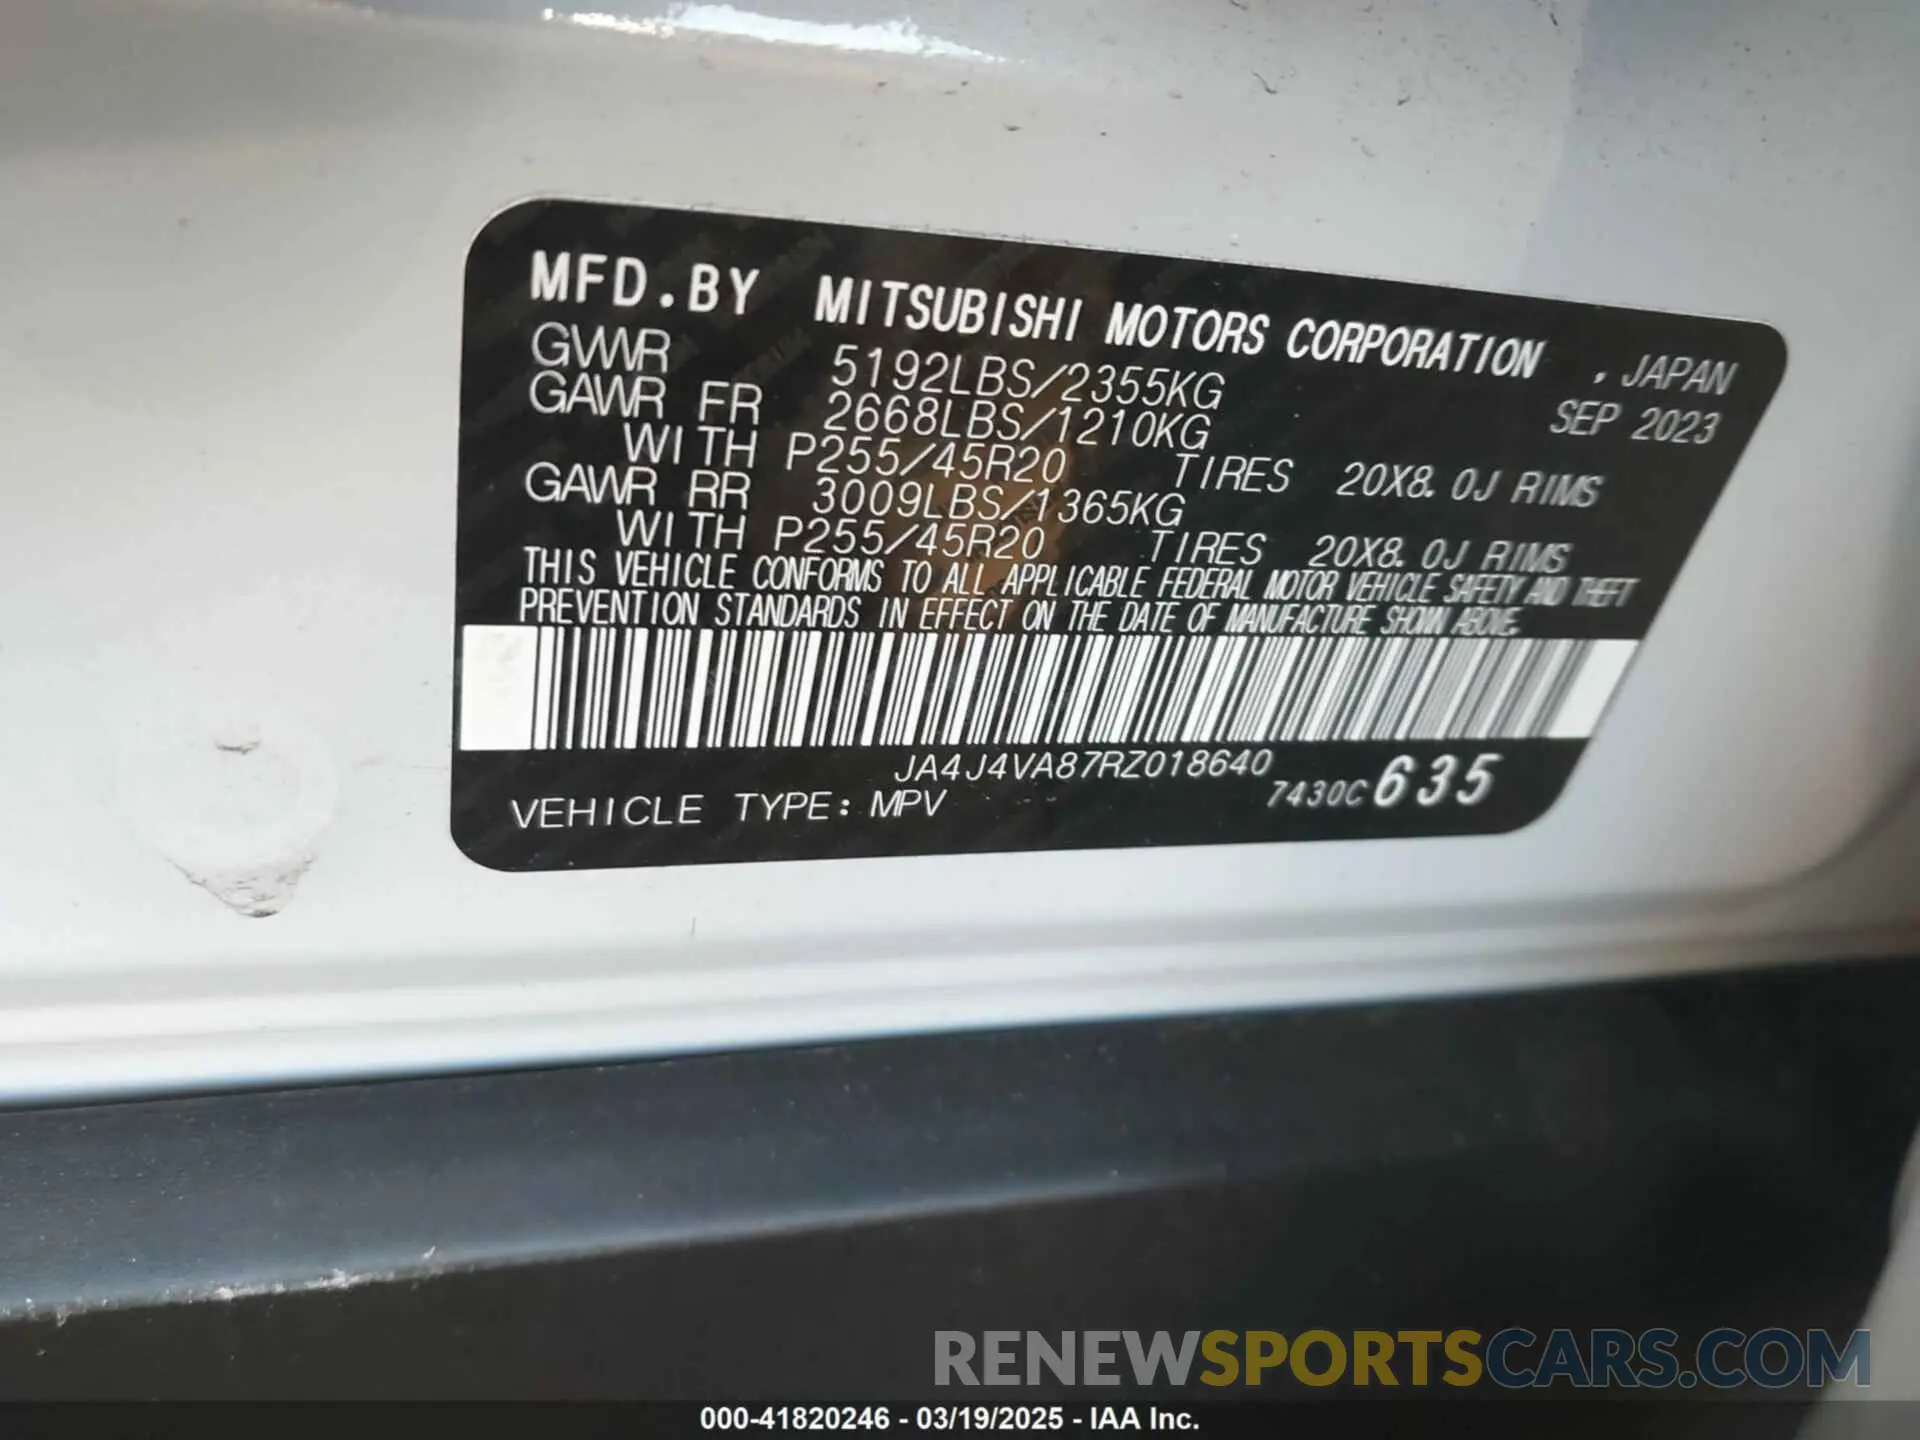 MFD.BY MITSUBISHI MOTORS CORPORATION , JAPAN
GVWR 5192LBS/2355KG SEP 2023
GAWR FR 2668LBS/1210KG
WITH P255/45R20 TIRES 20X8.0J RIMS
GAWR RR 3009LBS/1365KG
WITH P255/45R20 TIRES 20X8.0J RIMS
THIS VEHICLE CONFORMS TO ALL APPLICABLE FEDERAL MOTOR VEHICLE SAFETY AND THEFT
PREVENTION STANDARDS IN EFFECT ON THE DATE OF MANUFACTURE SHOWN ABOVE.
JA4J4VA87RZ018640
VEHICLE TYPE: MPV 7430C635
RENEWSPORTSCARS.COM
000-41820246 - 03/19/2025 - IAA Inc.